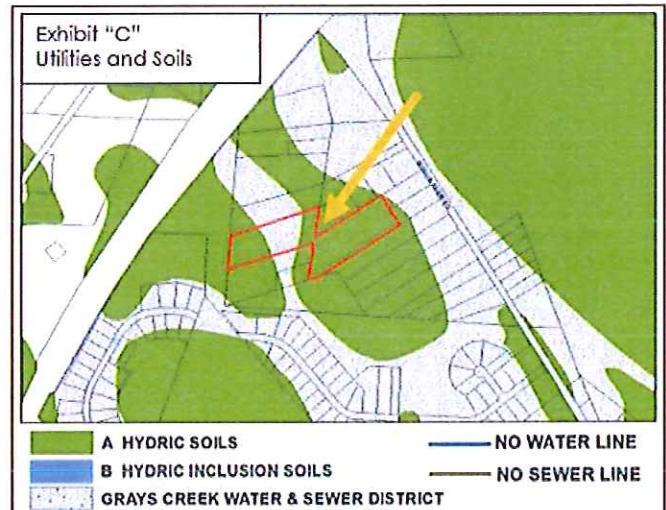 Exhibit "C"
Utilities and Soils
A HYDRIC SOILS
NO WATER LINE
B HYDRIC INCLUSION SOILS
NO SEWER LINE
GRAYS CREEK WATER & SEWER DISTRICT